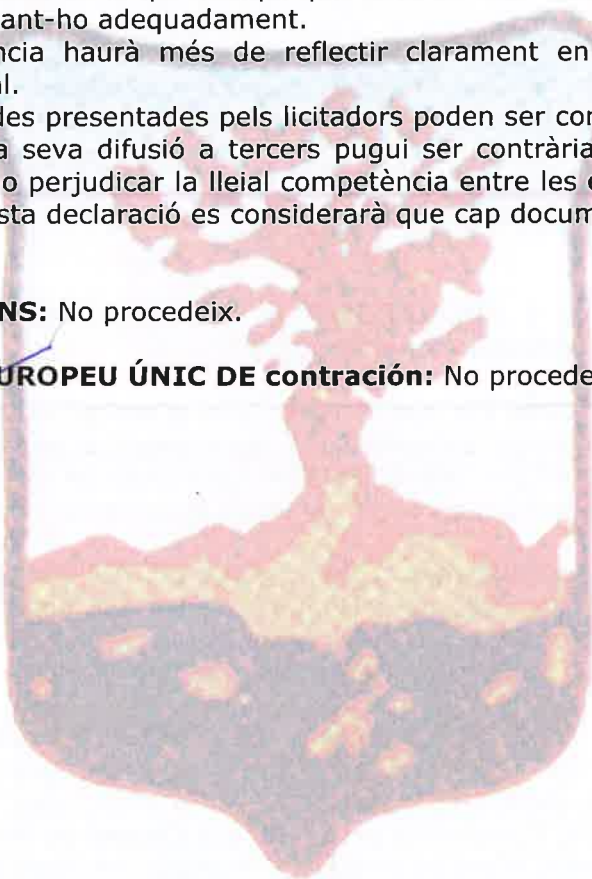 ant-ho adequadament.
ncia haurà més de reflectir clarament en
al.
des presentades pels licitadors poden ser con
a seva difusió a tercers pugui ser contrària
o perjudicar la lleial competència entre les
sta declaració es considerarà que cap docum
NS: No procedeix.
UROPEU ÚNIC DE contración: No procede